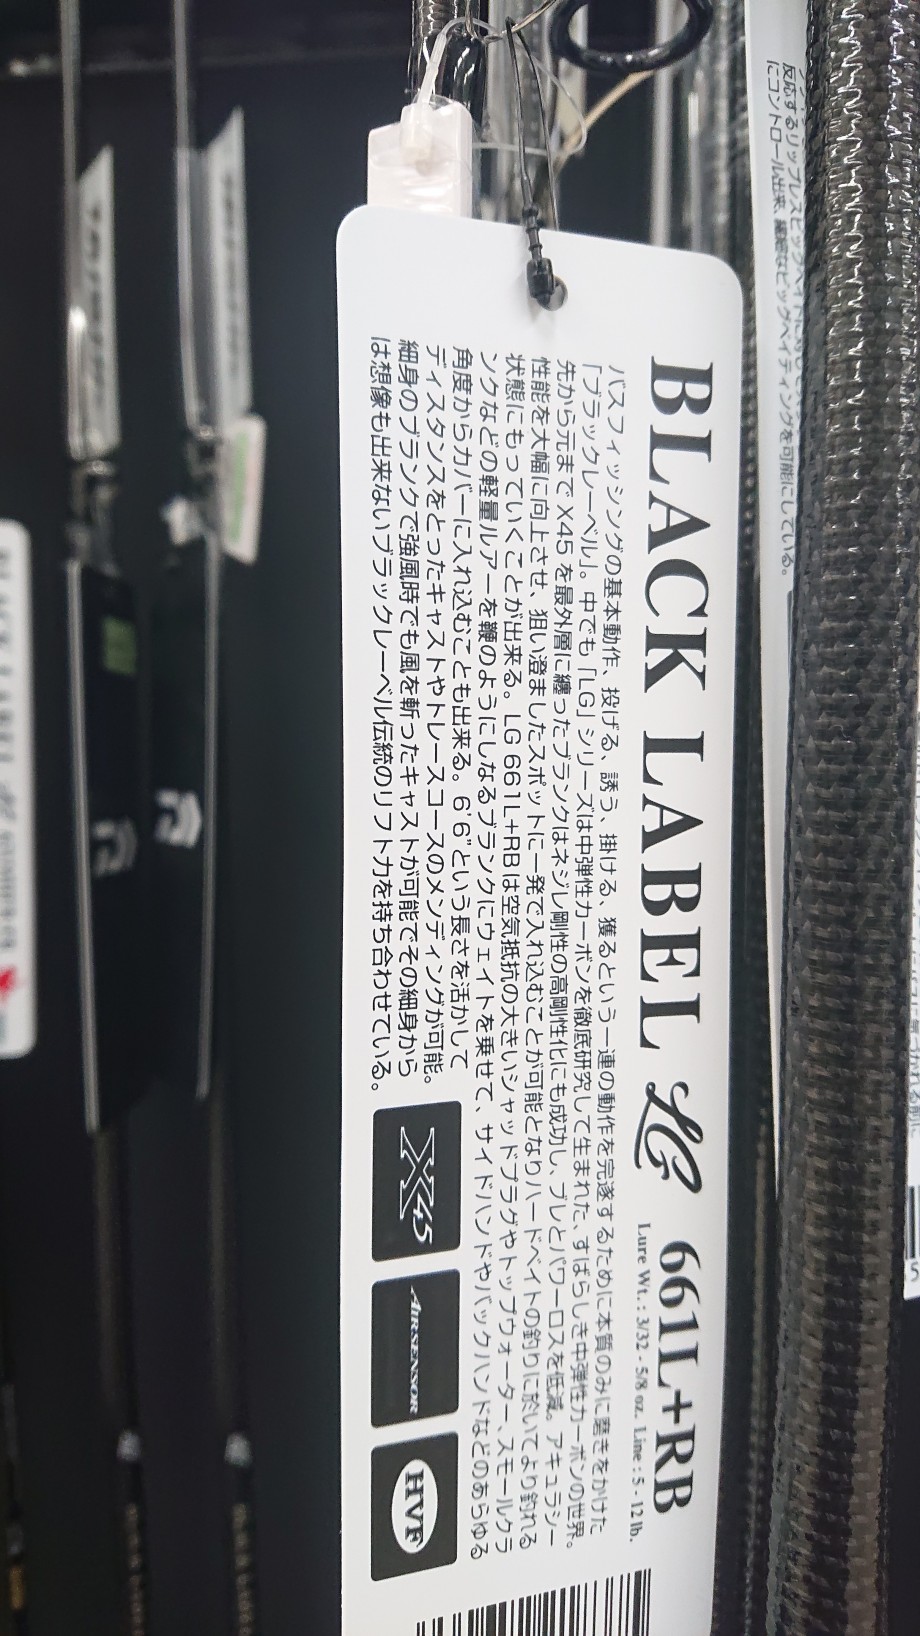 BLACK LABEL LG 661L+RB
Lure Wt. : 3/32 - 5/8 oz. Line : 5 - 12 lb.
バスフィッシングの基本動作、投げる、誘う、掛ける、獲るという一連の動作を完遂するために本質のみに磨きをかけた
「ブラックレーベル」。中でも「LG」シリーズは中弾性カーボンを徹底研究して生まれた、すばらしき中弾性カーボンの世界。
先から元まで X45 を最外層に纏ったブランクはネジレ剛性の高剛性化にも成功し、ブレとパワーロスを低減。アキュラシー
性能を大幅に向上させ、狙い澄ましたスポットに一発で入れ込むことが可能となりハードベイトの釣りに於いてより釣れる
状態にもっていくことが出来る。LG 661L+RB は空気抵抗の大きいシャッドプラグやトップウォーター、スモールクラ
ンクなどの軽量ルアーを鞭のようにしなるブランクにウェイトを乗せて、サイドハンドやバックハンドなどのあらゆる
角度からカバーに入れ込むことも出来る。6'6"という長さを活かして
ディスタンスをとったキャストやトレースコースのメンディングが可能。
細身のブランクで強風時でも風を斬ったキャストが可能でその細身から
は想像も出来ないブラックレーベル伝統のリフト力を持ち合わせている。
X45
AIRSENSOR
HVF
反応するリップレスビッグベイト
にコントロール出来、繊細なビッグベイティングを可能にしている。